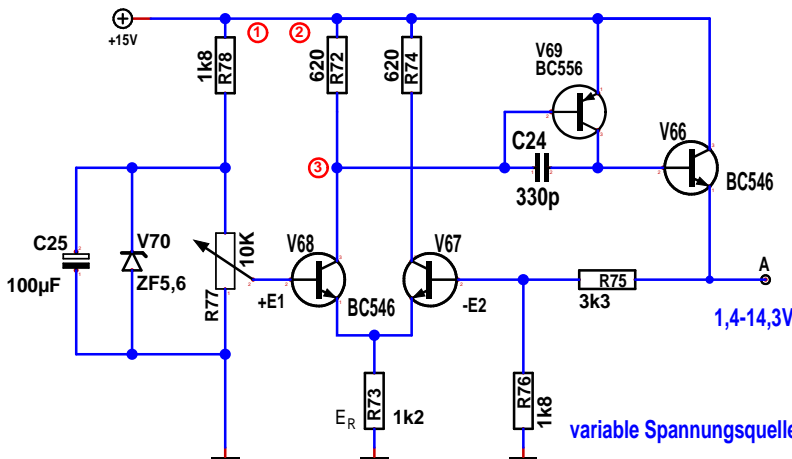 +15V
1
2
1k8
R78
620
R72
620
R74
V69
BC556
C24
330p
V66
BC546
3
C25
100µF
V70
ZF5,6
10K
R77
+E1
V68
BC546
V67
-E2
R75
3k3
A
1,4-14,3V
E R
R73
1k2
R76
1k8
variable Spannungsquelle